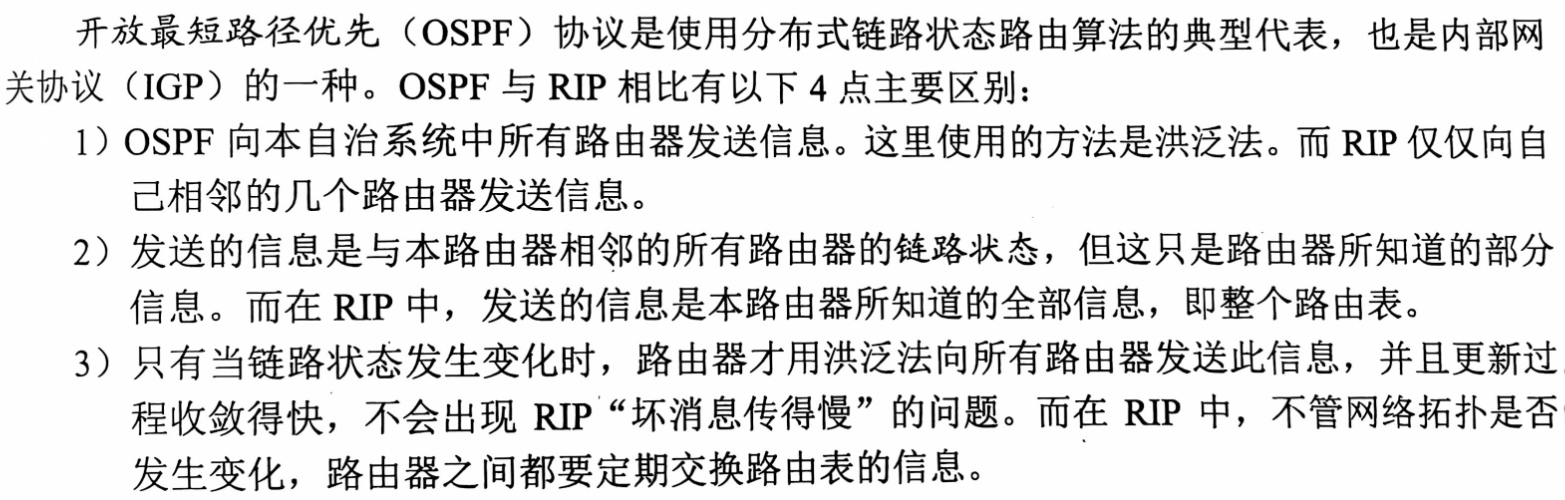 开放最短路径优先（OSPF）协议是使用分布式链路状态路由算法的典型代表，也是内部网
关协议（IGP）的一种。OSPF 与 RIP 相比有以下 4 点主要区别：
1）OSPF 向本自治系统中所有路由器发送信息。这里使用的方法是洪泛法。而 RIP 仅仅向自
己相邻的几个路由器发送信息。
2）发送的信息是与本路由器相邻的所有路由器的链路状态，但这只是路由器所知道的部分
信息。而在 RIP 中，发送的信息是本路由器所知道的全部信息，即整个路由表。
3）只有当链路状态发生变化时，路由器才用洪泛法向所有路由器发送此信息，并且更新过
程收敛得快，不会出现 RIP“坏消息传得慢”的问题。而在 RIP 中，不管网络拓扑是否
发生变化，路由器之间都要定期交换路由表的信息。